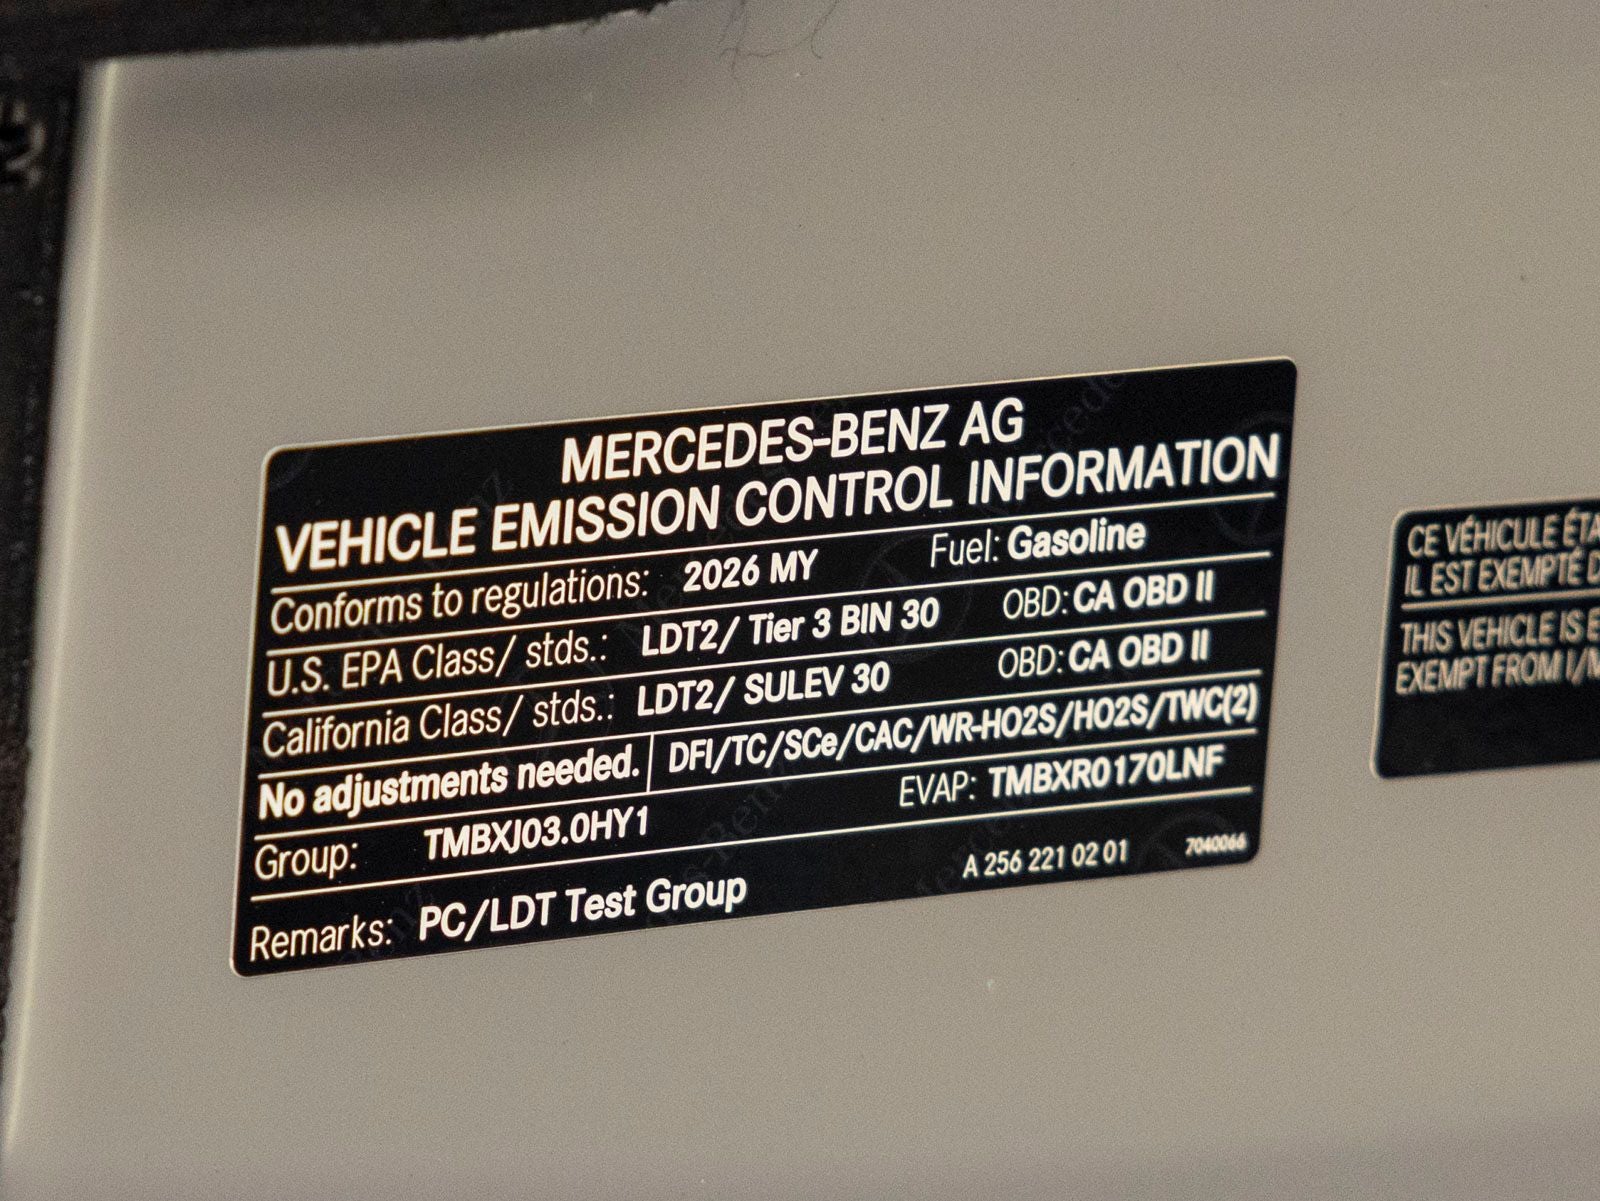 MERCEDES-BENZ AG
VEHICLE EMISSION CONTROL INFORMATION
Conforms to regulations: 2026 MY Fuel: Gasoline
U.S. EPA Class/ stds.: LDT2/ Tier 3 BIN 30 OBD: CA OBD II
California Class/ stds.: LDT2/ SULEV 30 OBD: CA OBD II
No adjustments needed. DFI/TC/SCe/CAC/WR-HO2S/HO2S/TWC(2)
Group: TMBXJ03.0HY1 EVAP: TMBXR0170LNF
Remarks: PC/LDT Test Group A 256 221 02 01 7040066
CE VÉHICULE ÉTA
IL EST EXEMPTÉ D
THIS VEHICLE IS E
EXEMPT FROM I/M